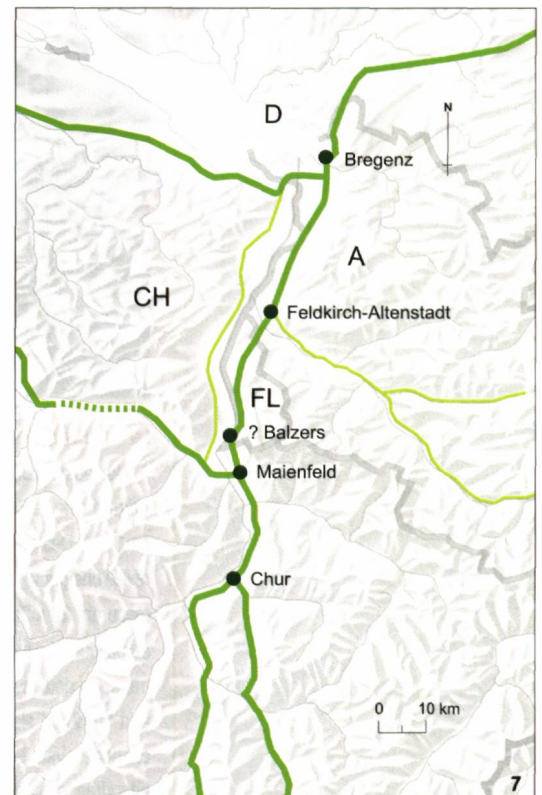 D
N
Bregenz
A
CH
Feldkirch-Altenstadt
FL
? Balzers
Maienfeld
Chur
0 10 km
7